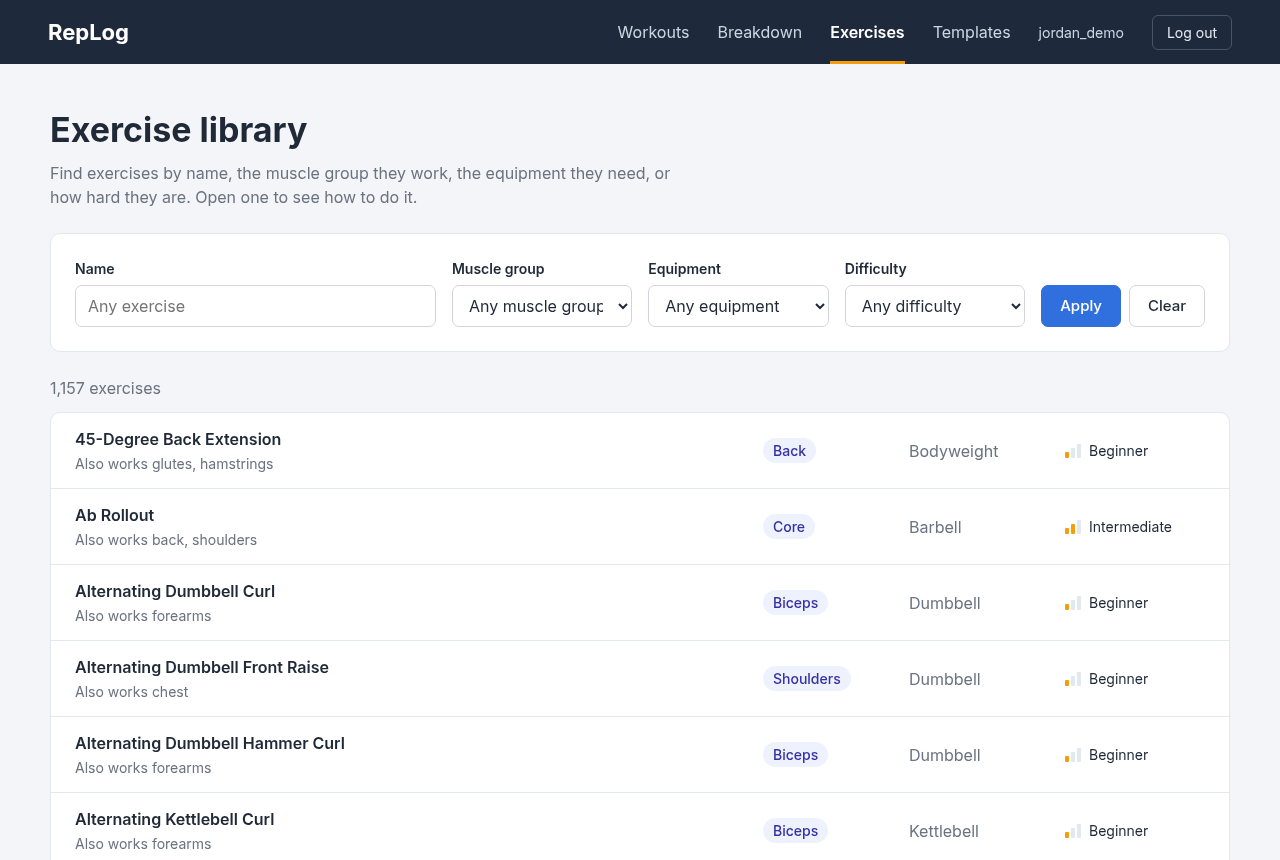 RepLog
Workouts
Breakdown
Exercises
Templates
jordan_demo
Log out
Exercise library
Find exercises by name, the muscle group they work, the equipment they need, or
how hard they are. Open one to see how to do it.
Name
Muscle group
Equipment
Difficulty
Any exercise
Any muscle group
Any equipment
Any difficulty
Apply
Clear
1,157 exercises
45-Degree Back Extension
Also works glutes, hamstrings
Back
Bodyweight
Beginner
Ab Rollout
Also works back, shoulders
Core
Barbell
Intermediate
Alternating Dumbbell Curl
Also works forearms
Biceps
Dumbbell
Beginner
Alternating Dumbbell Front Raise
Also works chest
Shoulders
Dumbbell
Beginner
Alternating Dumbbell Hammer Curl
Also works forearms
Biceps
Dumbbell
Beginner
Alternating Kettlebell Curl
Also works forearms
Biceps
Kettlebell
Beginner